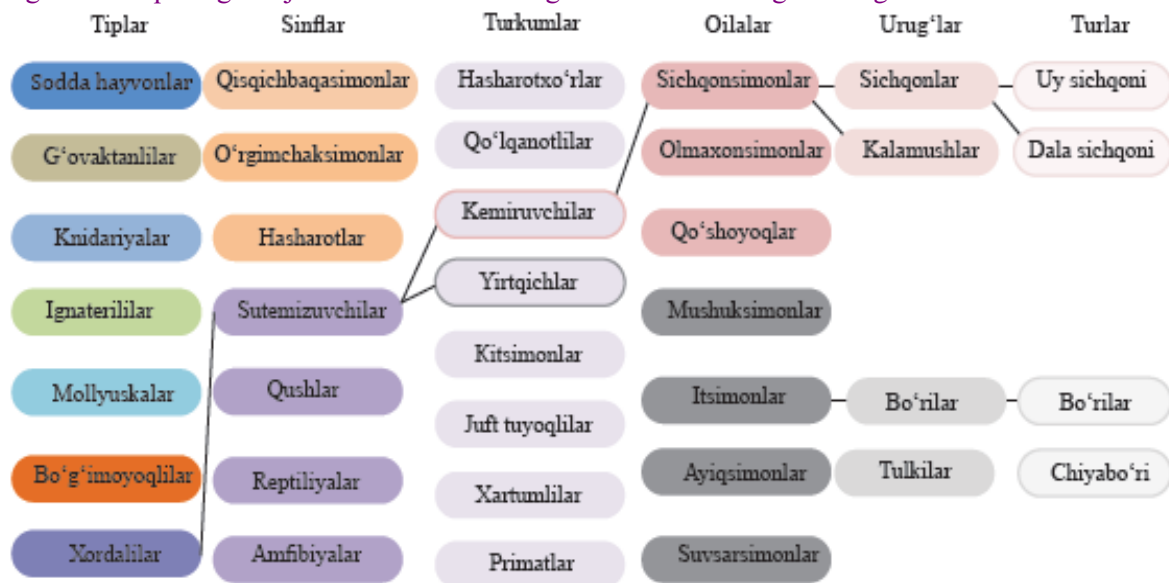 Tiplar Sinflar Turkumlar Oilalar Urug‘lar Turlar
Sodda hayvonlar Qisqichbaqasimonlar Hasharotxo‘rlar Sichqonsimonlar Sichqonlar Uy sichqoni
G‘ovaktanlilar O‘rgimchaksimonlar Qo‘lqanotlilar Olmaxonsimonlar Kalamushlar Dala sichqoni
Knidariyalar Hasharotlar Kemiruvchilar Qo‘shoyoqlar
Ignaterililar Sutemizuvchilar Yirtqichlar Mushuksimonlar
Mollyuskalar Qushlar Kitsimonlar Itsimonlar Bo‘rilar Bo‘rilar
Juft tuyoqlilar
Bo‘g‘imoyoqlilar Reptiliyalar Xartumlilar Ayiqsimonlar Tulkilar Chiyabo‘ri
Xordalilar Amfibiyalar Primatlar Suvsarsimonlar